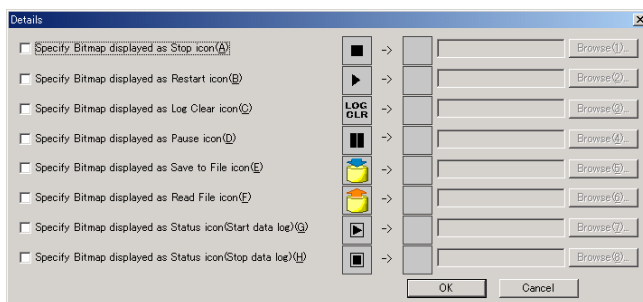 Details
Specify Bitmap displayed as Stop icon(A) -> Browse(1)...
Specify Bitmap displayed as Restart icon(B) -> Browse(2)...
Specify Bitmap displayed as Log Clear icon(C) LOG CLR -> Browse(3)...
Specify Bitmap displayed as Pause icon(D) -> Browse(4)...
Specify Bitmap displayed as Save to File icon(E) -> Browse(5)...
Specify Bitmap displayed as Read File icon(F) -> Browse(6)...
Specify Bitmap displayed as Status icon(Start data log)(G) -> Browse(7)...
Specify Bitmap displayed as Status icon(Stop data log)(H) -> Browse(8)...
OK Cancel